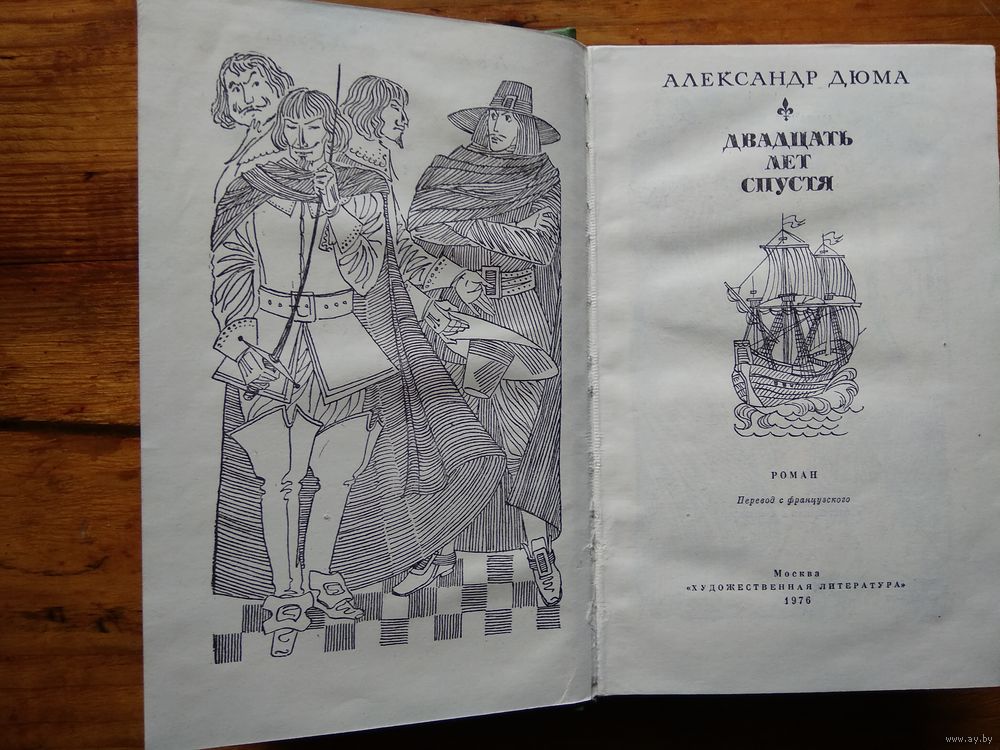 АЛЕКСАНДР ДЮМА
ДВАДЦАТЬ
ЛЕТ
СПУСТЯ
РОМАН
Перевод с французского
Москва
«ХУДОЖЕСТВЕННАЯ ЛИТЕРАТУРА»
1976
www.ay.by